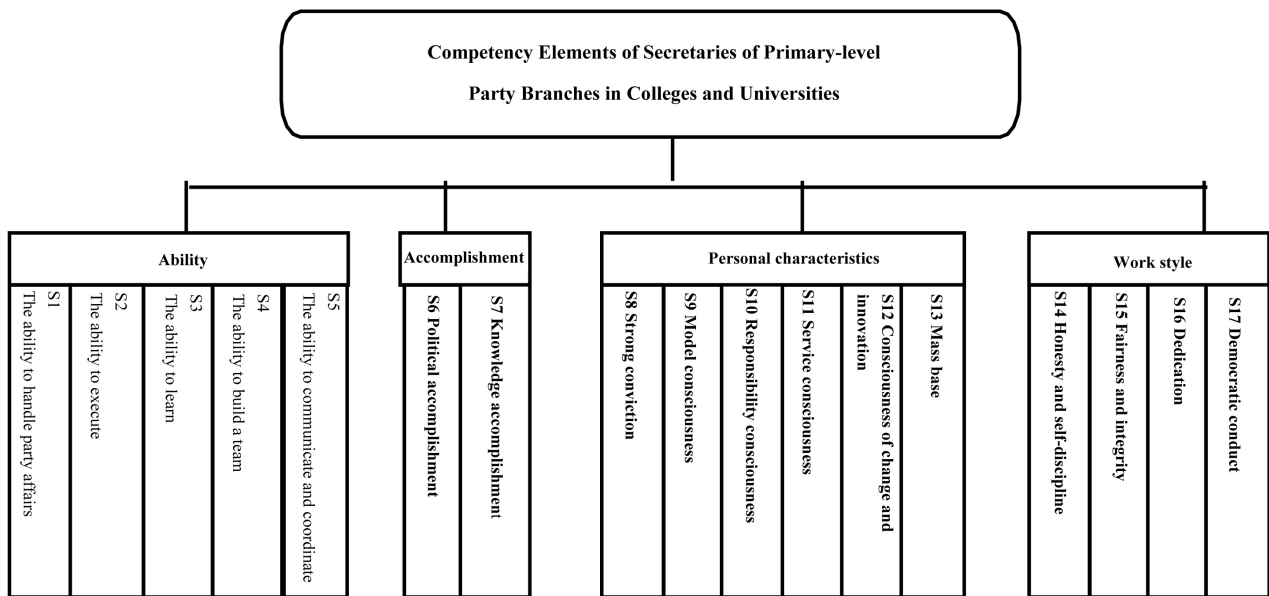 Competency Elements of Secretaries of Primary-level
Party Branches in Colleges and Universities
Ability
S1
The ability to handle party affairs
S2
The ability to execute
S3
The ability to learn
S4
The ability to build a team
S5
The ability to communicate and coordinate
Accomplishment
S6 Political accomplishment
S7 Knowledge accomplishment
Personal characteristics
S8 Strong conviction
S9 Model consciousness
S10 Responsibility consciousness
S11 Service consciousness
S12 Consciousness of change and
innovation
S13 Mass base
Work style
S14 Honesty and self-discipline
S15 Fairness and integrity
S16 Dedication
S17 Democratic conduct